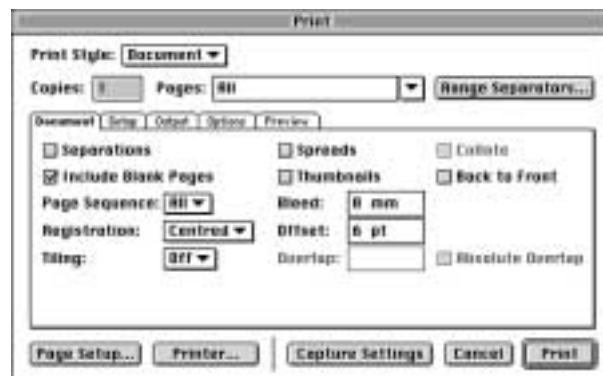 Print
Print Style: Document
Copies: 1 Pages: All Range Separators...
Document Setup Output Options Preview
Separations Spreads Collate
Include Blank Pages Thumbnails Back to Front
Page Sequence: All Bleed: 0 mm
Registration: Centred Offset: 6 pt
Tiling: Off Overlap: Absolute Overlap
Page Setup... Printer... Capture Settings Cancel Print